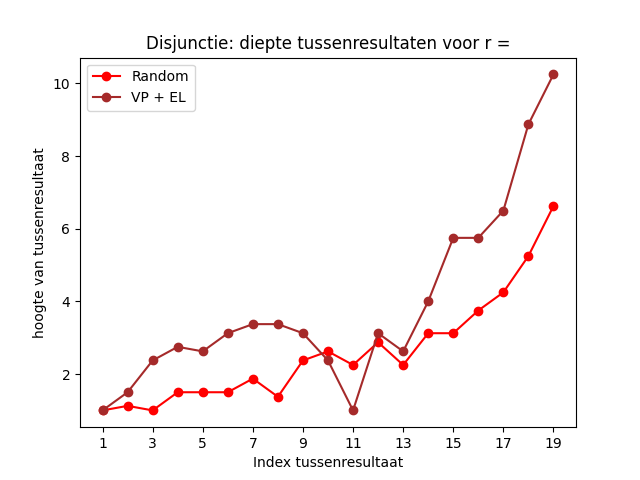 Disjunctie: diepte tussenresultaten voor r =
Random
VP + EL
hoogte van tussenresultaat
10
8
6
4
2
1 3 5 7 9 11 13 15 17 19
Index tussenresultaat